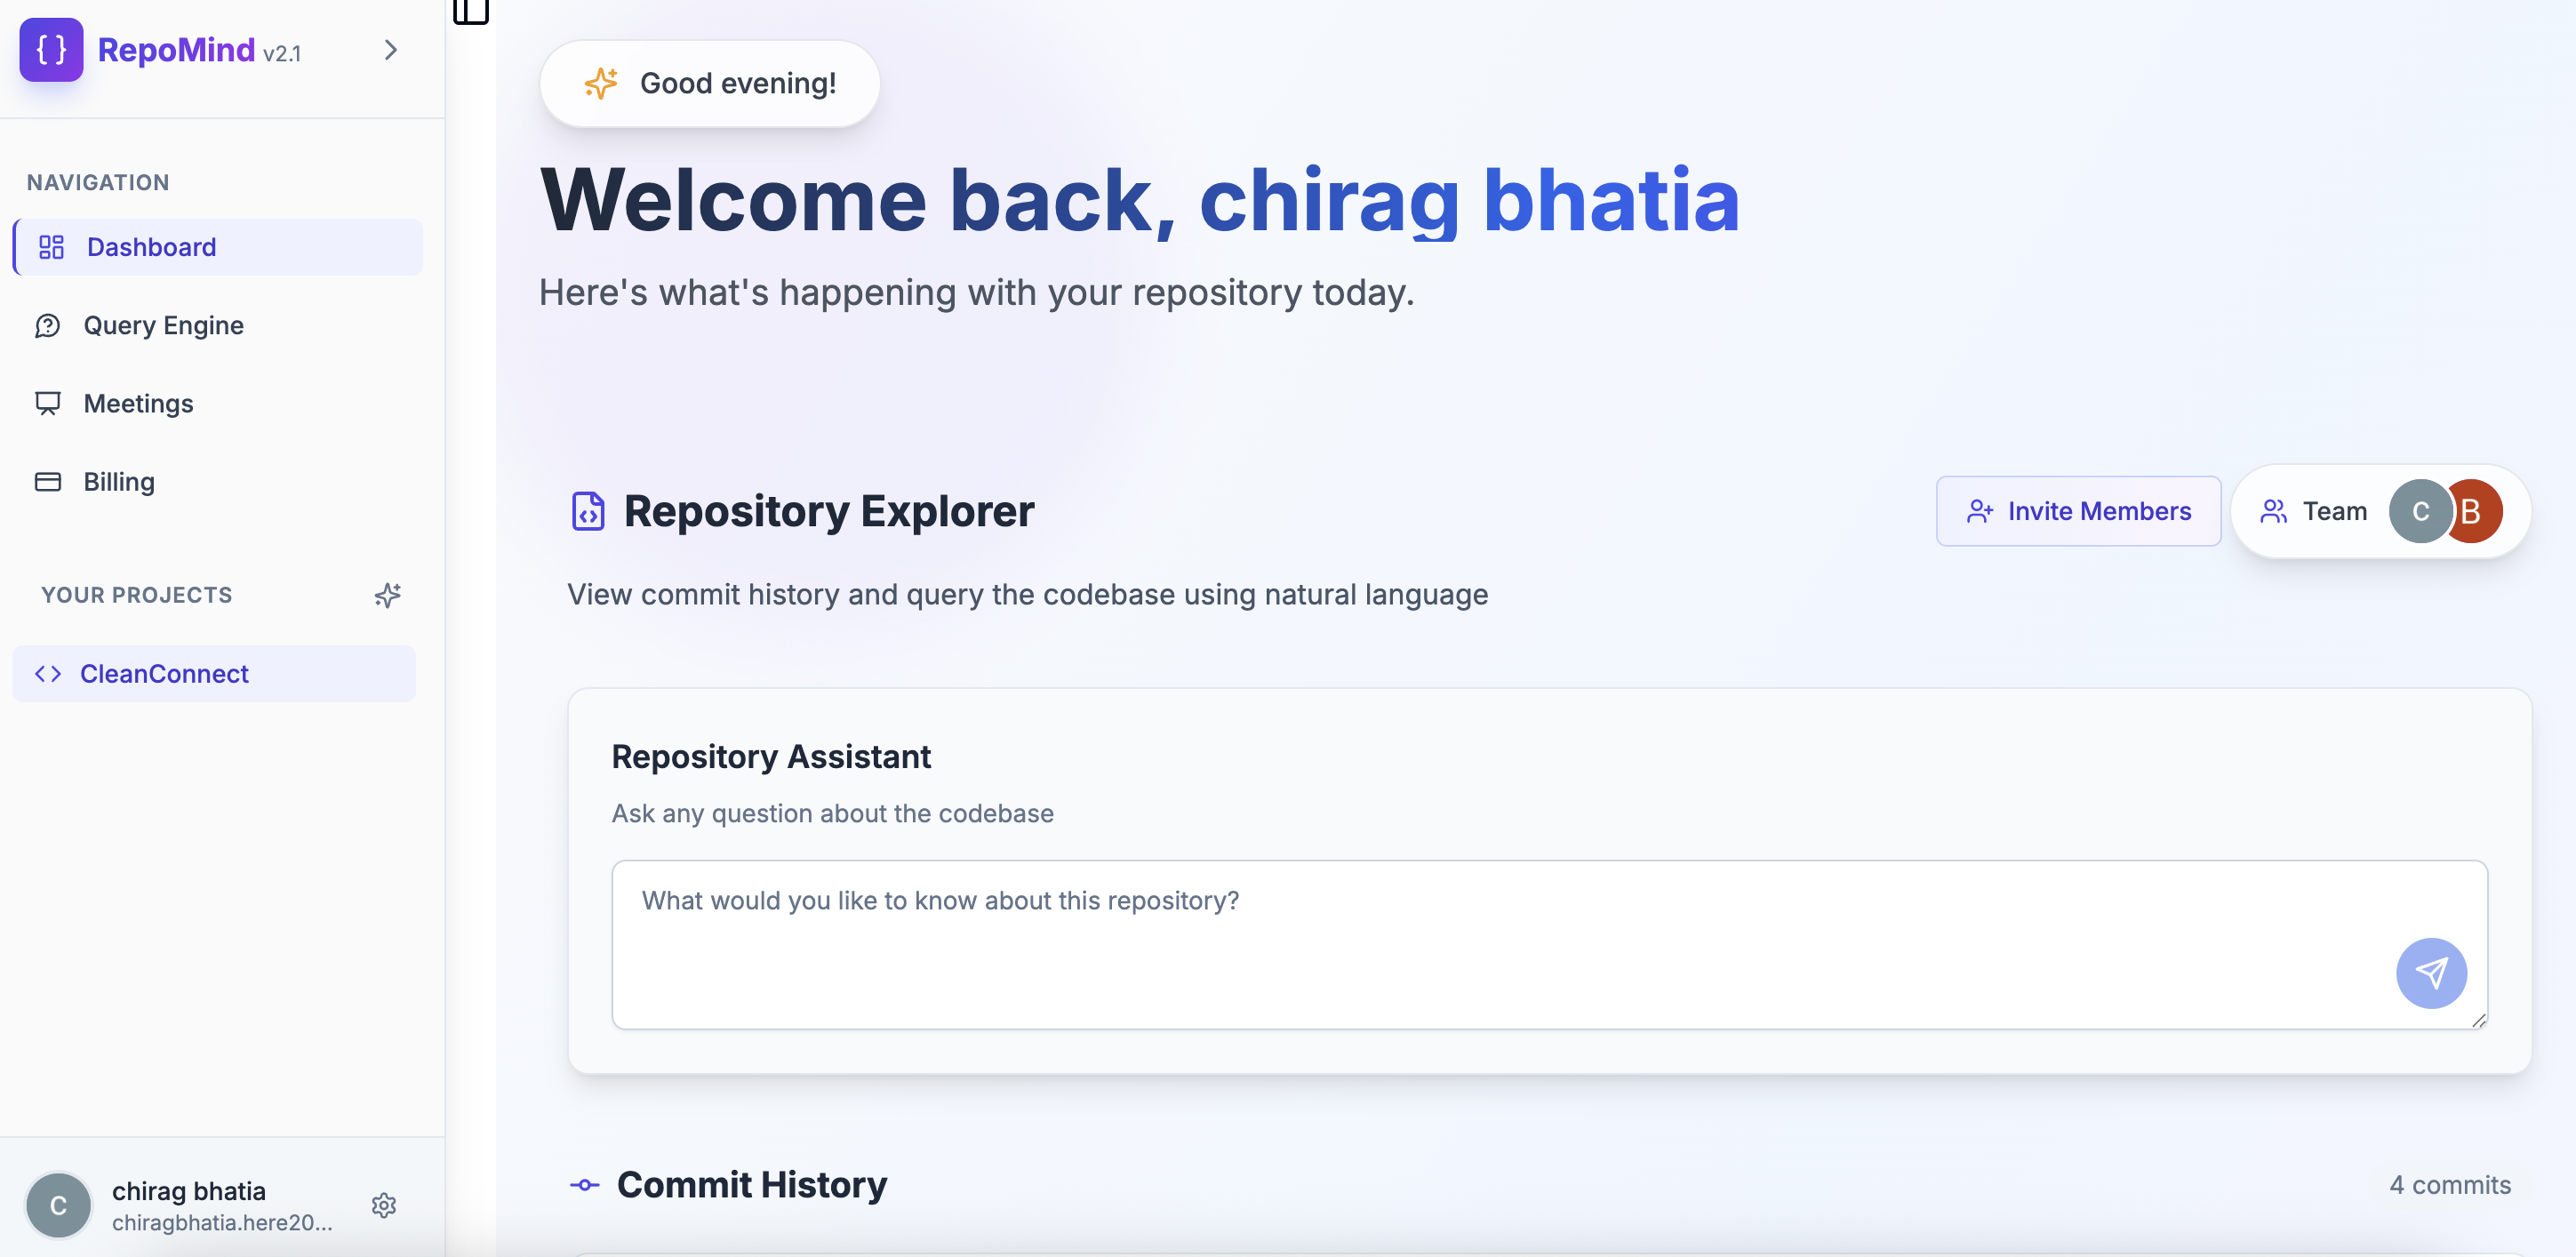 RepoMind v2.1
NAVIGATION
Dashboard
Query Engine
Meetings
Billing
YOUR PROJECTS
CleanConnect
C
chirag bhatia
chiragbhatia.here20...
Good evening!
Welcome back, chirag bhatia
Here's what's happening with your repository today.
Repository Explorer
Invite Members
Team
C
B
View commit history and query the codebase using natural language
Repository Assistant
Ask any question about the codebase
What would you like to know about this repository?
Commit History
4 commits